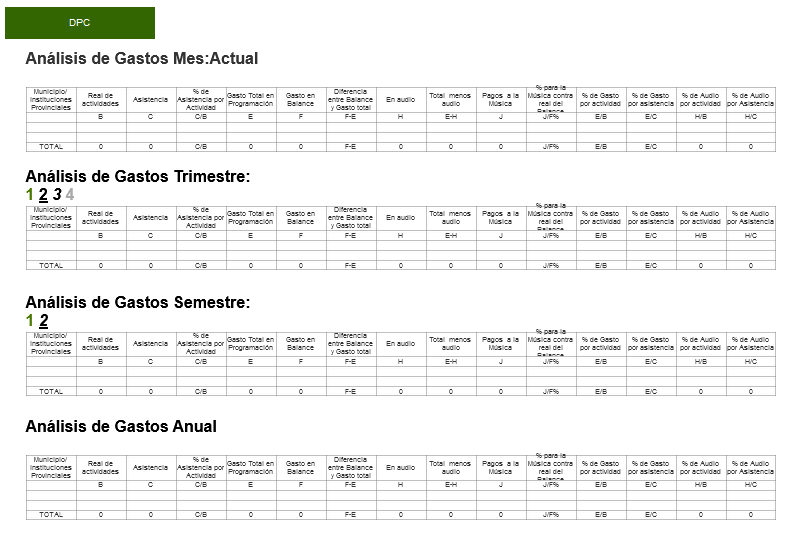 DPC
Análisis de Gastos Mes:Actual
Municipio/ Instituciones Provinciales | Real de actividades | Asistencia | % de Asistencia por Actividad | Gasto Total en Programación | Gasto en Balance | Diferencia entre Balance y Gasto total | En audio | Total menos audio | Pagos a la Música | % para la Música contra real del Balance | % de Gasto por actividad | % de Gasto por asistencia | % de Audio por actividad | % de Audio por Asistencia
B C C/B E F F-E H E-H J J/F% E/B E/C H/B H/C
TOTAL 0 0 C/B 0 0 F-E 0 0 0 J/F% E/B E/C 0 0
Análisis de Gastos Trimestre:
1 2 3 4
Municipio/ Instituciones Provinciales | Real de actividades | Asistencia | % de Asistencia por Actividad | Gasto Total en Programación | Gasto en Balance | Diferencia entre Balance y Gasto total | En audio | Total menos audio | Pagos a la Música | % para la Música contra real del Balance | % de Gasto por actividad | % de Gasto por asistencia | % de Audio por actividad | % de Audio por Asistencia
B C C/B E F F-E H E-H J J/F% E/B E/C H/B H/C
TOTAL 0 0 C/B 0 0 F-E 0 0 0 J/F% E/B E/C 0 0
Análisis de Gastos Semestre:
1 2
Municipio/ Instituciones Provinciales | Real de actividades | Asistencia | % de Asistencia por Actividad | Gasto Total en Programación | Gasto en Balance | Diferencia entre Balance y Gasto total | En audio | Total menos audio | Pagos a la Música | % para la Música contra real del Balance | % de Gasto por actividad | % de Gasto por asistencia | % de Audio por actividad | % de Audio por Asistencia
B C C/B E F F-E H E-H J J/F% E/B E/C H/B H/C
TOTAL 0 0 C/B 0 0 F-E 0 0 0 J/F% E/B E/C 0 0
Análisis de Gastos Anual
Municipio/ Instituciones Provinciales | Real de actividades | Asistencia | % de Asistencia por Actividad | Gasto Total en Programación | Gasto en Balance | Diferencia entre Balance y Gasto total | En audio | Total menos audio | Pagos a la Música | % para la Música contra real del Balance | % de Gasto por actividad | % de Gasto por asistencia | % de Audio por actividad | % de Audio por Asistencia
B C C/B E F F-E H E-H J J/F% E/B E/C H/B H/C
TOTAL 0 0 C/B 0 0 F-E 0 0 0 J/F% E/B E/C 0 0